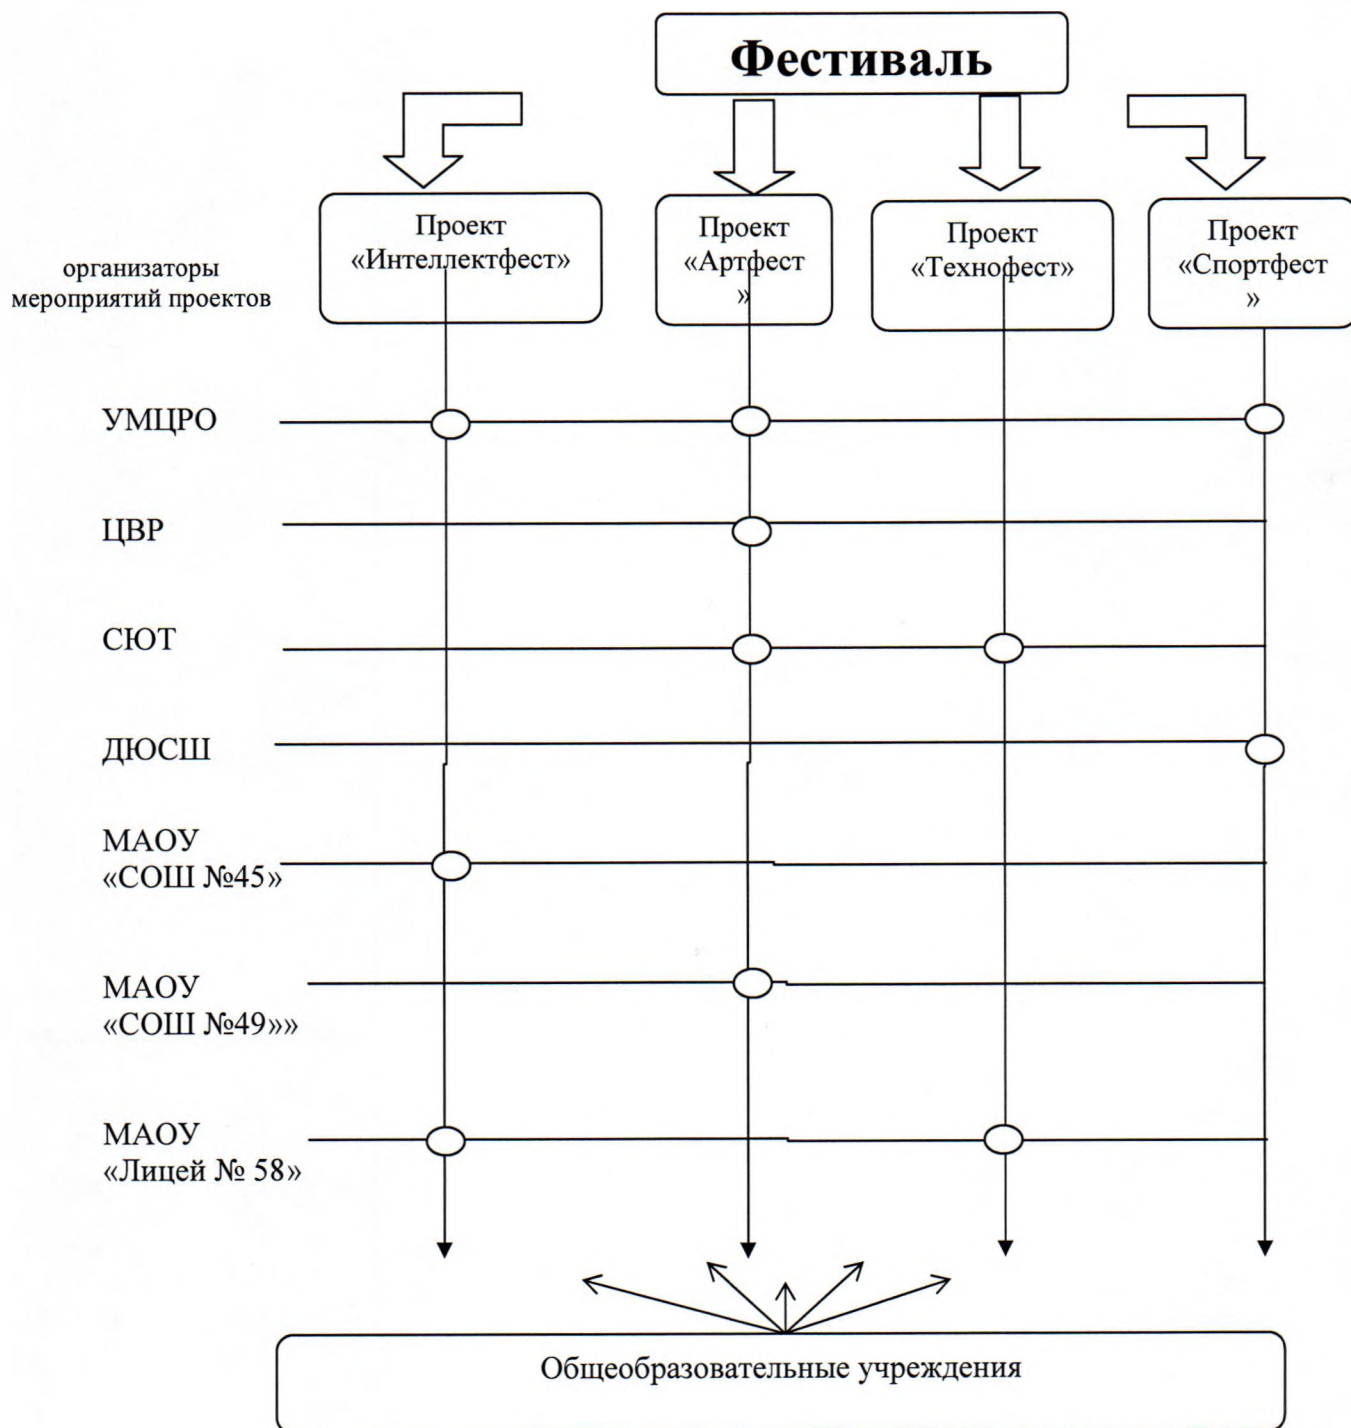 Фестиваль
Проект
«Интеллектфест»
Проект
«Артфест
»
Проект
«Технофест»
Проект
«Спортфест
»
организаторы
мероприятий проектов
УМЦРО
ЦВР
СЮТ
ДЮСШ
МАОУ
«СОШ №45»
МАОУ
«СОШ №49»»
МАОУ
«Лицей № 58»
Общеобразовательные учреждения